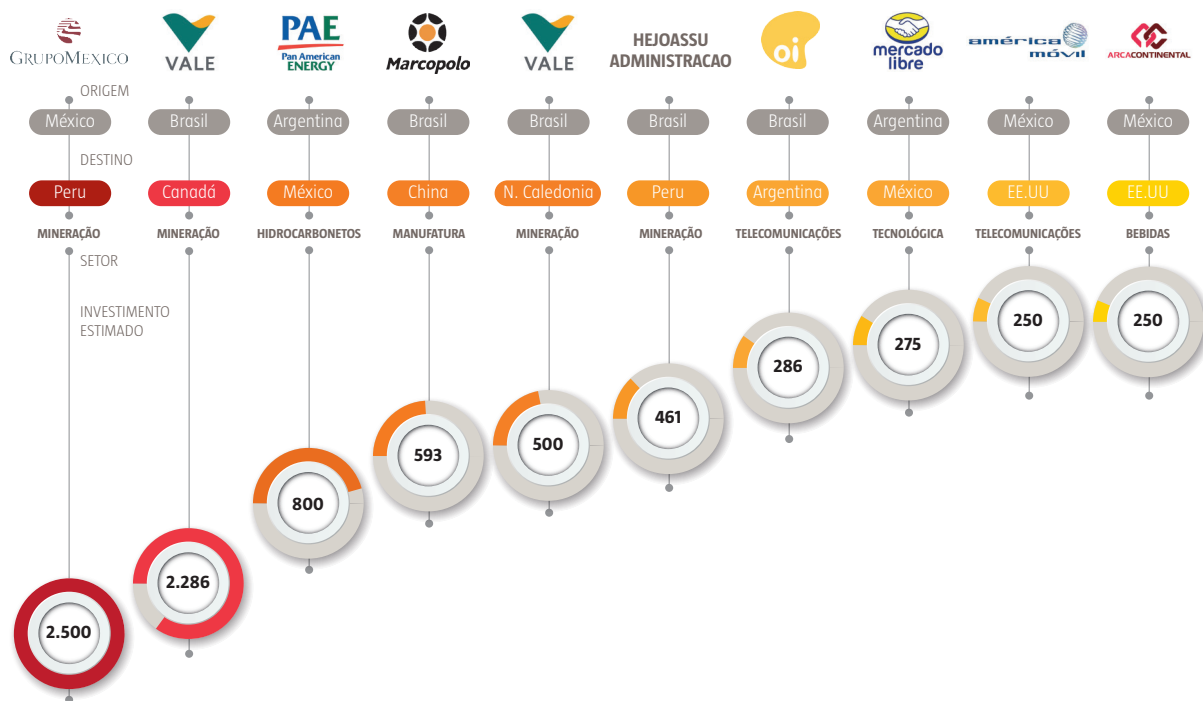 GRUPOMEXICO
VALE
PAE
Pan American
ENERGY
Marcopolo
VALE
HEJOASSU
ADMINISTRACAO
oi
mercado
libre
américa
móvil
ARCACONTINENTAL
ORIGEM
México
Brasil
Argentina
Brasil
Brasil
Brasil
Brasil
Argentina
México
México
DESTINO
Peru
Canadá
México
China
N. Caledonia
Peru
Argentina
México
EE.UU
EE.UU
MINERAÇÃO
MINERAÇÃO
HIDROCARBONETOS
MANUFATURA
MINERAÇÃO
MINERAÇÃO
TELECOMUNICAÇÕES
TECNOLÓGICA
TELECOMUNICAÇÕES
BEBIDAS
SETOR
INVESTIMENTO
ESTIMADO
2.500
2.286
800
593
500
461
286
275
250
250